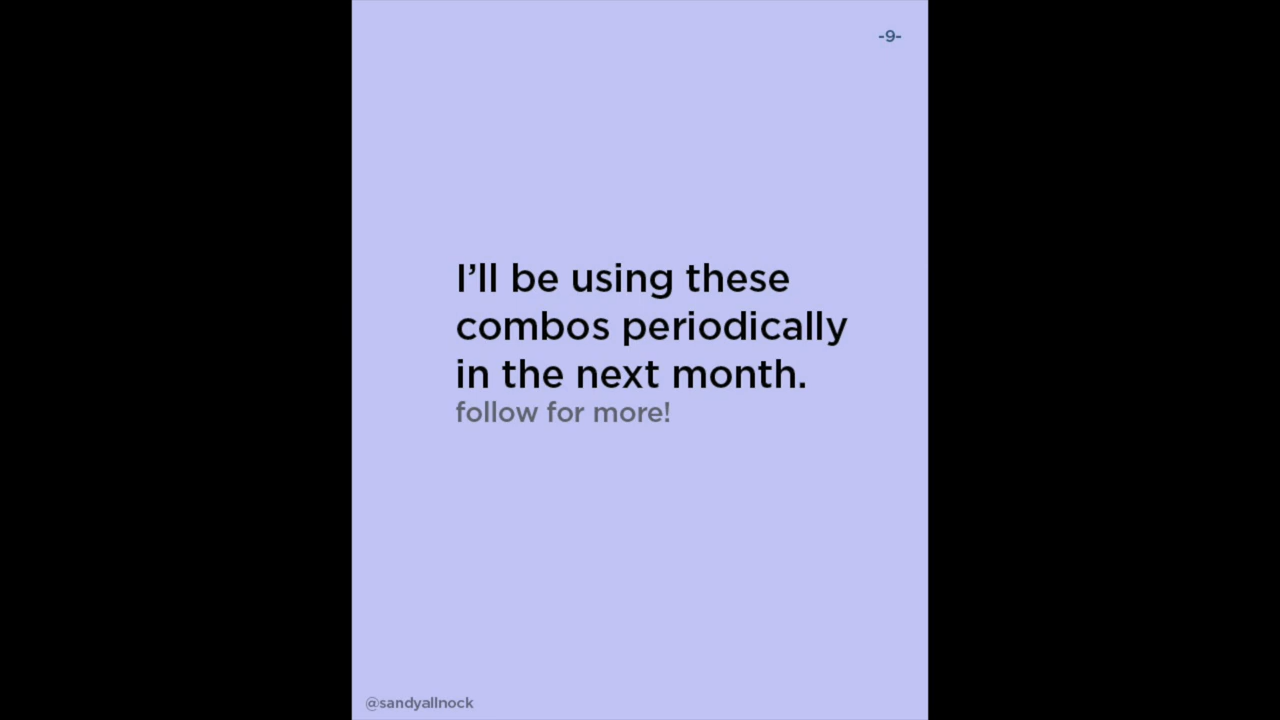 -9-
I’ll be using these
combos periodically
in the next month.
follow for more!
@sandyallnock